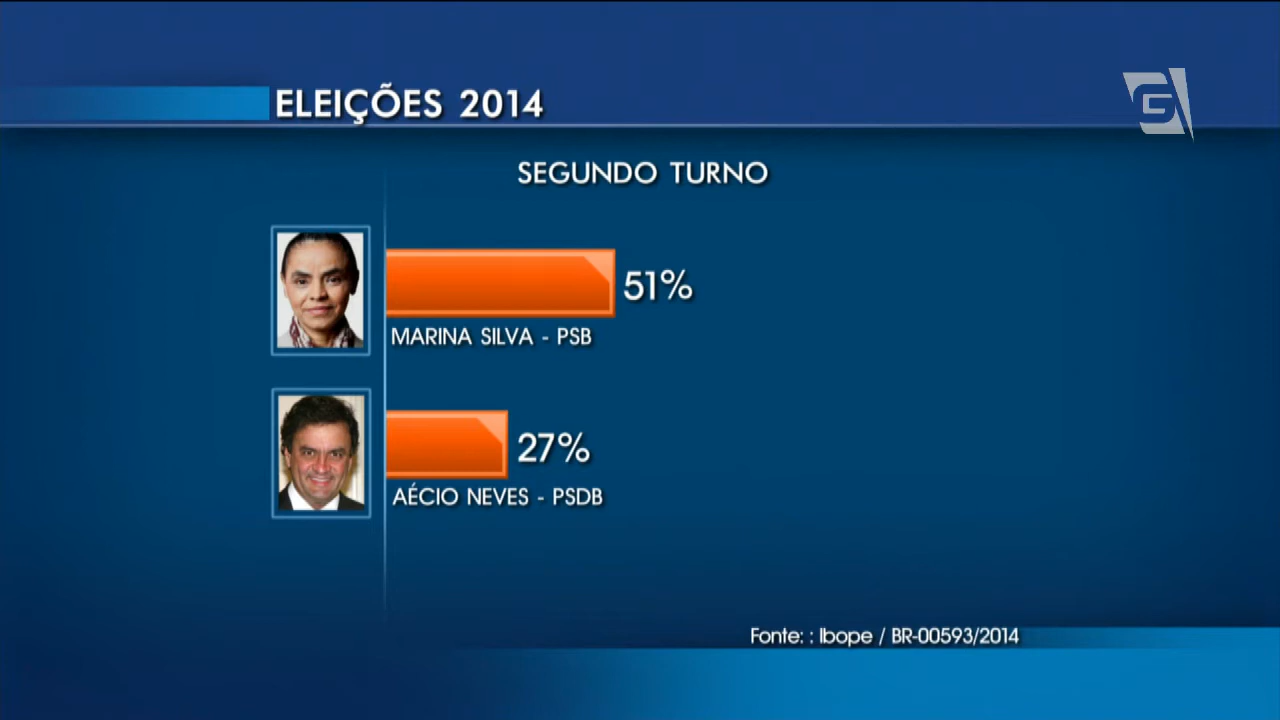 ELEIÇÕES 2014
G
SEGUNDO TURNO
51%
MARINA SILVA - PSB
27%
AÉCIO NEVES - PSDB
Fonte: : Ibope / BR-00593/2014